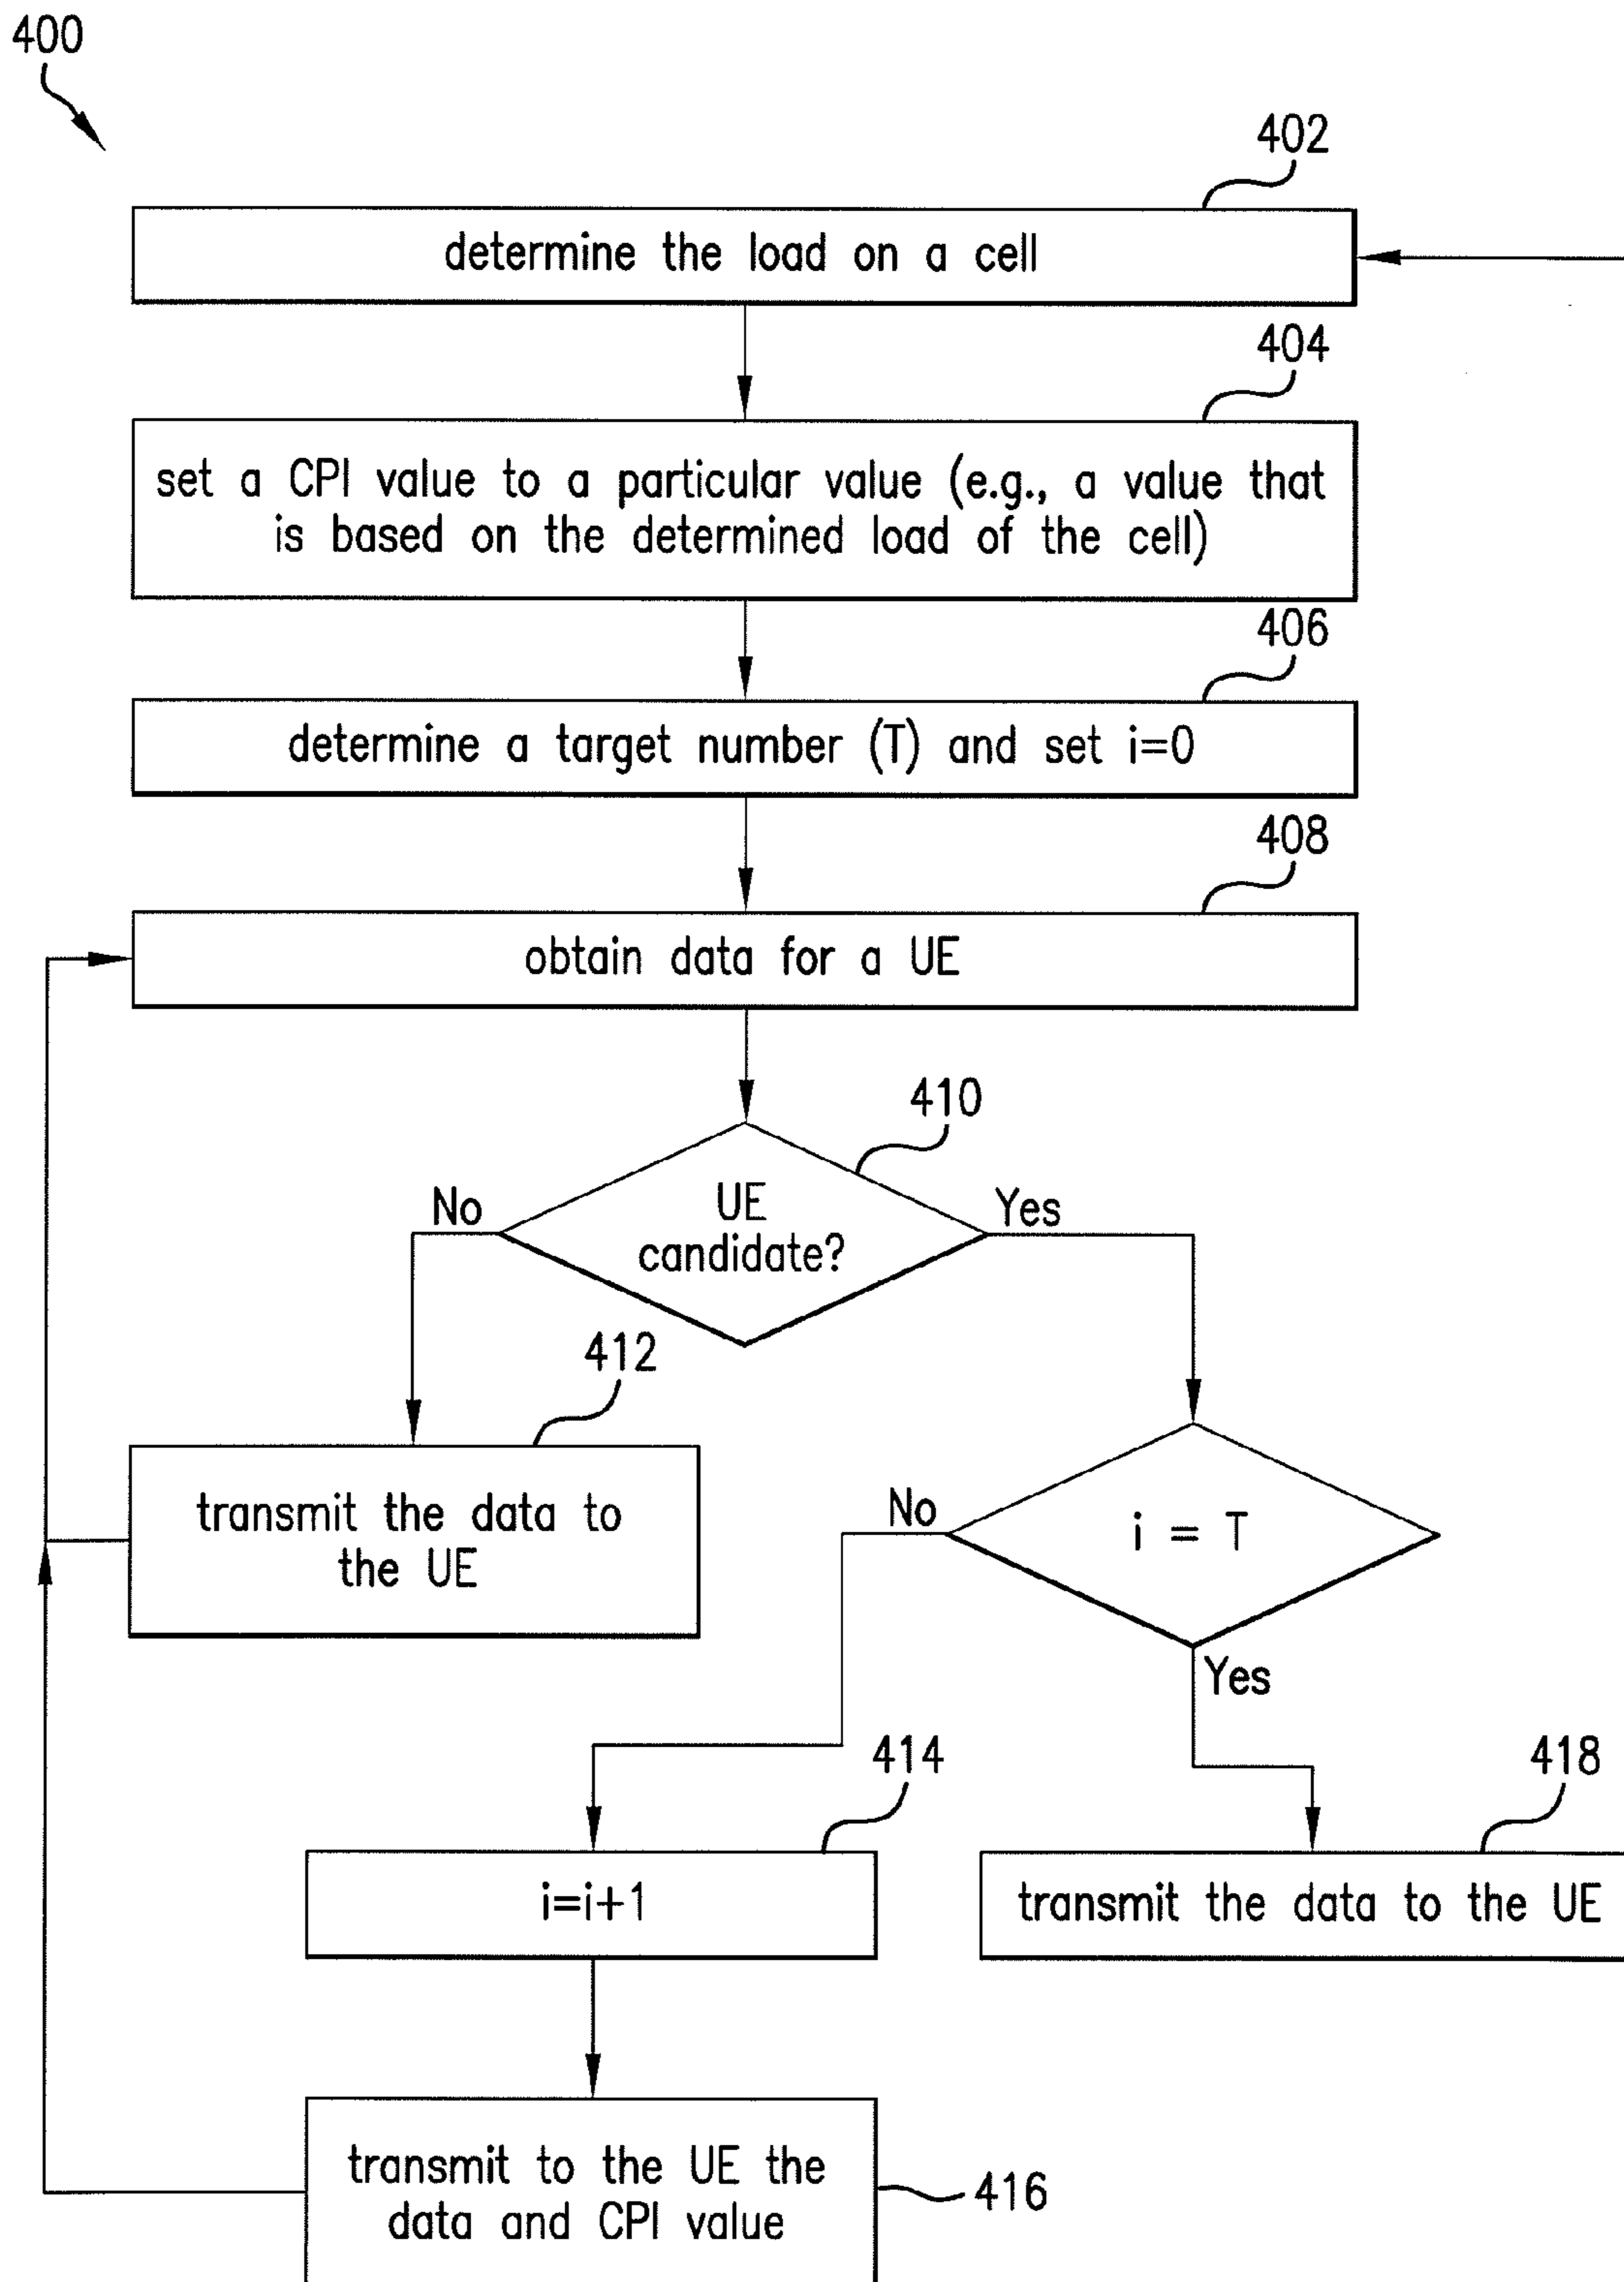 400
402
determine the load on a cell
404
set a CPI value to a particular value (e.g., a value that
is based on the determined load of the cell)
406
determine a target number (T) and set i=0
408
obtain data for a UE
410
No
UE
candidate?
Yes
412
transmit the data to
the UE
No
i = T
Yes
414
i=i+1
418
transmit the data to the UE
transmit to the UE the
data and CPI value
416